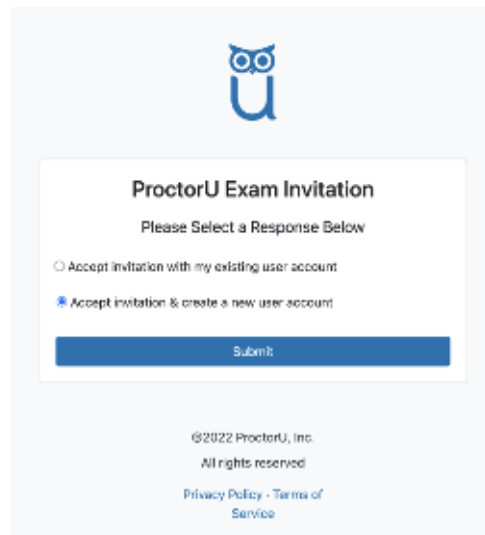 ProctorU Exam Invitation
Please Select a Response Below
Accept invitation with my existing user account
Accept invitation & create a new user account
Submit
©2022 ProctorU, Inc.
All rights reserved
Privacy Policy - Terms of
Service